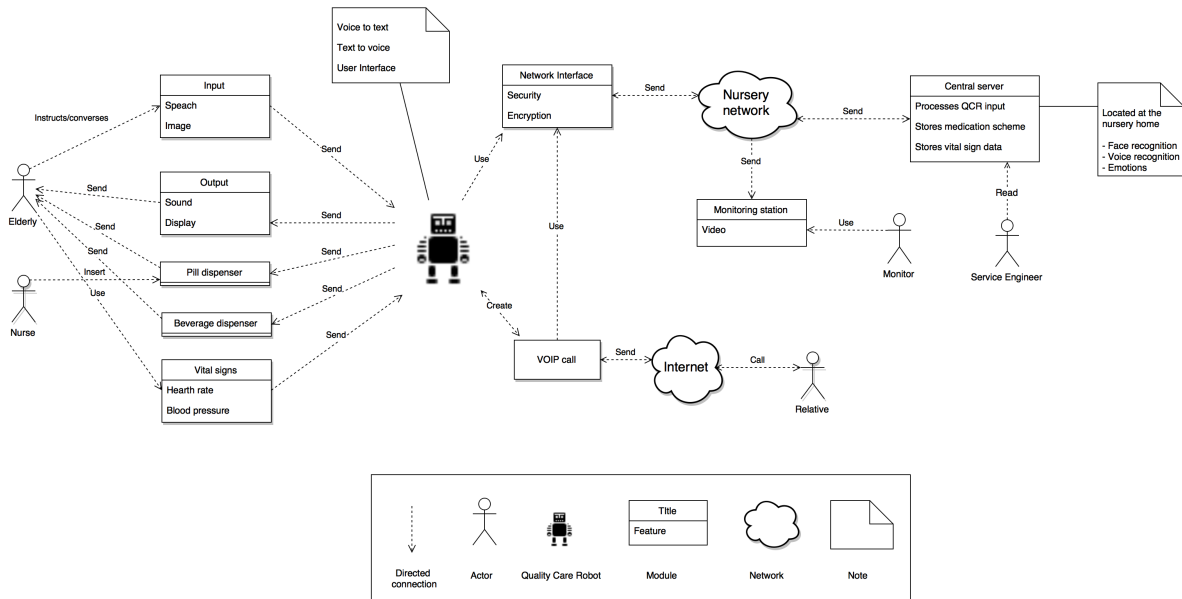 Voice to text
Text to voice
User Interface
Input
Speach
Image
Instructs/converses
Send
Output
Sound
Display
Send
Elderly
Send
Send
Pill dispenser
Send
Insert
Nurse
Use
Beverage dispenser
Send
Send
Vital signs
Hearth rate
Blood pressure
Use
Network Interface
Security
Encryption
Send
Nursery
network
Send
Central server
Processes QCR input
Stores medication scheme
Stores vital sign data
Located at the
nursery home
- Face recognition
- Voice recognition
- Emotions
Send
Read
Monitoring station
Video
Use
Monitor
Service Engineer
Use
Create
VOIP call
Send
Internet
Call
Relative
Directed
connection
Actor
Quality Care Robot
TItle
Feature
Module
Network
Note